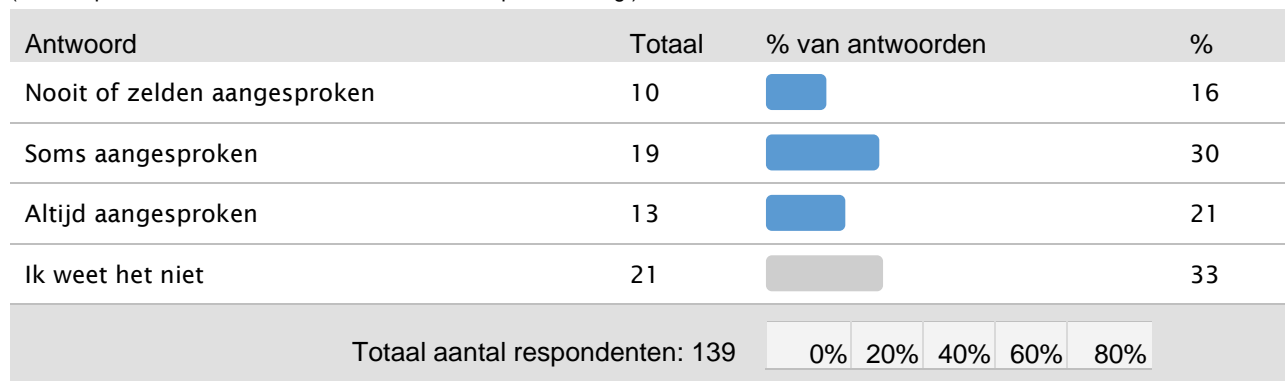 Antwoord Totaal % van antwoorden %
Nooit of zelden aangesproken 10 16
Soms aangesproken 19 30
Altijd aangesproken 13 21
Ik weet het niet 21 33
Totaal aantal respondenten: 139 0% 20% 40% 60% 80%